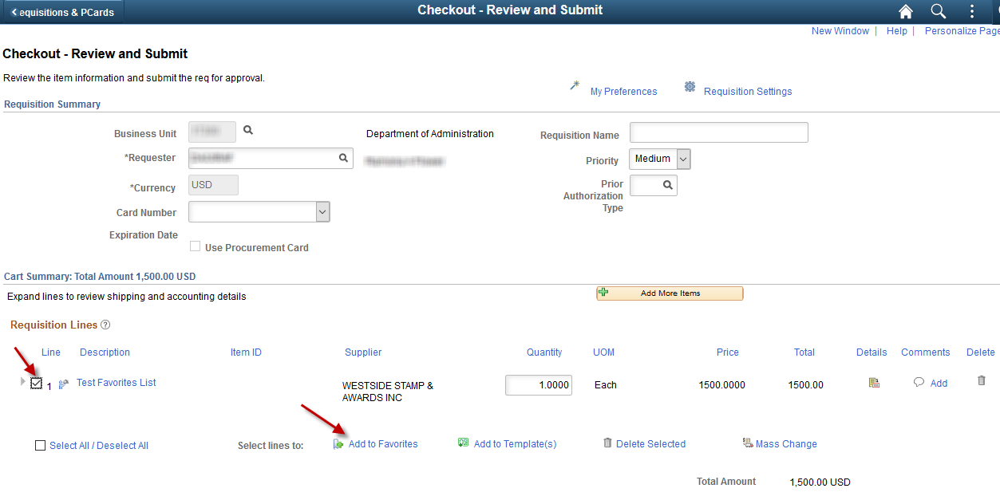 equisitions & PCards
Checkout - Review and Submit
New Window | Help | Personalize Page
Checkout - Review and Submit
Review the item information and submit the req for approval.
My Preferences
Requisition Settings
Requisition Summary
Business Unit
Department of Administration
Requisition Name
*Requester
Priority
Medium
*Currency
USD
Prior
Authorization
Type
Card Number
Expiration Date
Use Procurement Card
Cart Summary: Total Amount 1,500.00 USD
Expand lines to review shipping and accounting details
Add More Items
Requisition Lines
Line Description Item ID Supplier Quantity UOM Price Total Details Comments Delete
1 Test Favorites List WESTSIDE STAMP & 1.0000 Each 1500.0000 1500.00 Add
AWARDS INC
Select All / Deselect All Select lines to: Add to Favorites Add to Template(s) Delete Selected Mass Change
Total Amount 1,500.00 USD